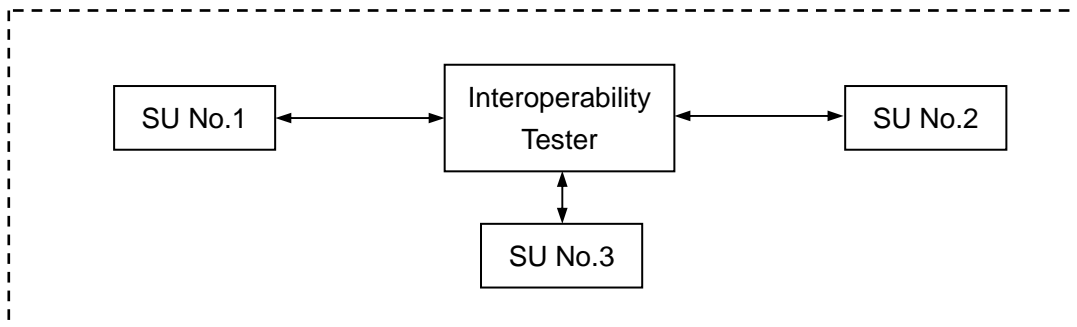 SU No.1
Interoperability
Tester
SU No.2
SU No.3